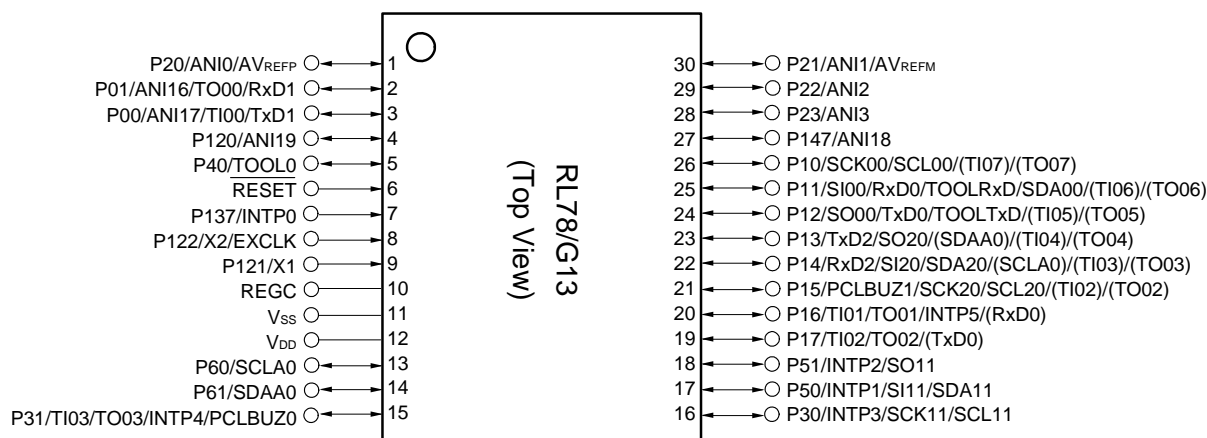 P20/ANI0/AVREFP 1
P01/ANI16/TO00/RxD1 2
P00/ANI17/TI00/TxD1 3
P120/ANI19 4
P40/TOOL0 5
RESET 6
P137/INTP0 7
P122/X2/EXCLK 8
P121/X1 9
REGC 10
VSS 11
VDD 12
P60/SCLA0 13
P61/SDAA0 14
P31/TI03/TO03/INTP4/PCLBUZ0 15
RL78/G13
(Top View)
30 P21/ANI1/AVREFM
29 P22/ANI2
28 P23/ANI3
27 P147/ANI18
26 P10/SCK00/SCL00/(TI07)/(TO07)
25 P11/SI00/RxD0/TOOLRxD/SDA00/(TI06)/(TO06)
24 P12/SO00/TxD0/TOOLTxD/(TI05)/(TO05)
23 P13/TxD2/SO20/(SDAA0)/(TI04)/(TO04)
22 P14/RxD2/SI20/SDA20/(SCLA0)/(TI03)/(TO03)
21 P15/PCLBUZ1/SCK20/SCL20/(TI02)/(TO02)
20 P16/TI01/TO01/INTP5/(RxD0)
19 P17/TI02/TO02/(TxD0)
18 P51/INTP2/SO11
17 P50/INTP1/SI11/SDA11
16 P30/INTP3/SCK11/SCL11